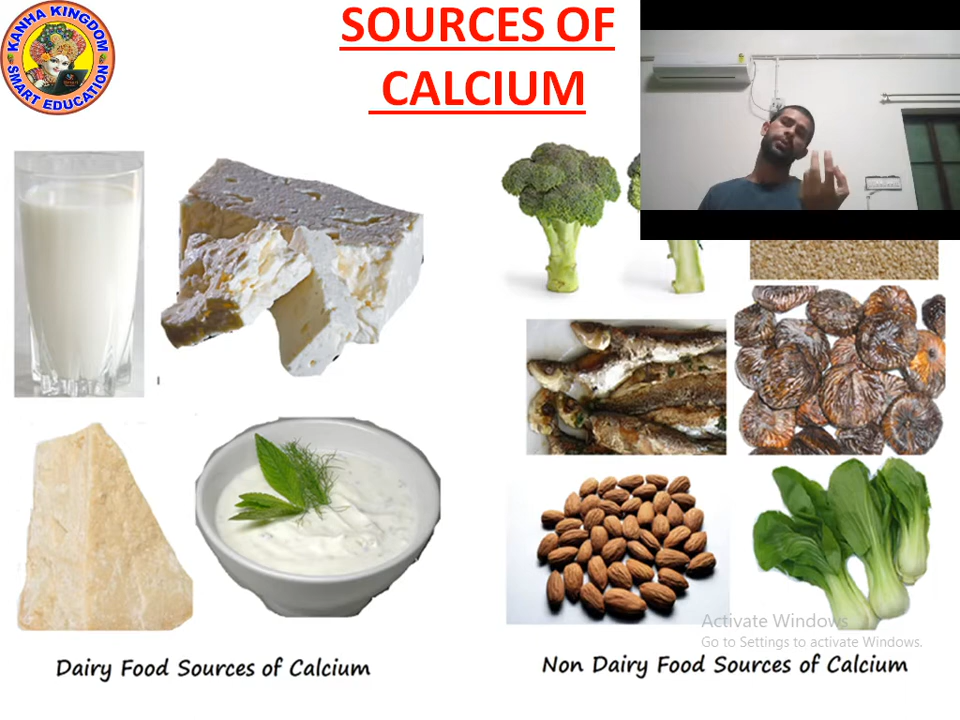 KANHA KINGDOM
SMART EDUCATION
SOURCES OF
CALCIUM
Activate Windows
Go to Settings to activate Windows.
Dairy Food Sources of Calcium
Non Dairy Food Sources of Calcium